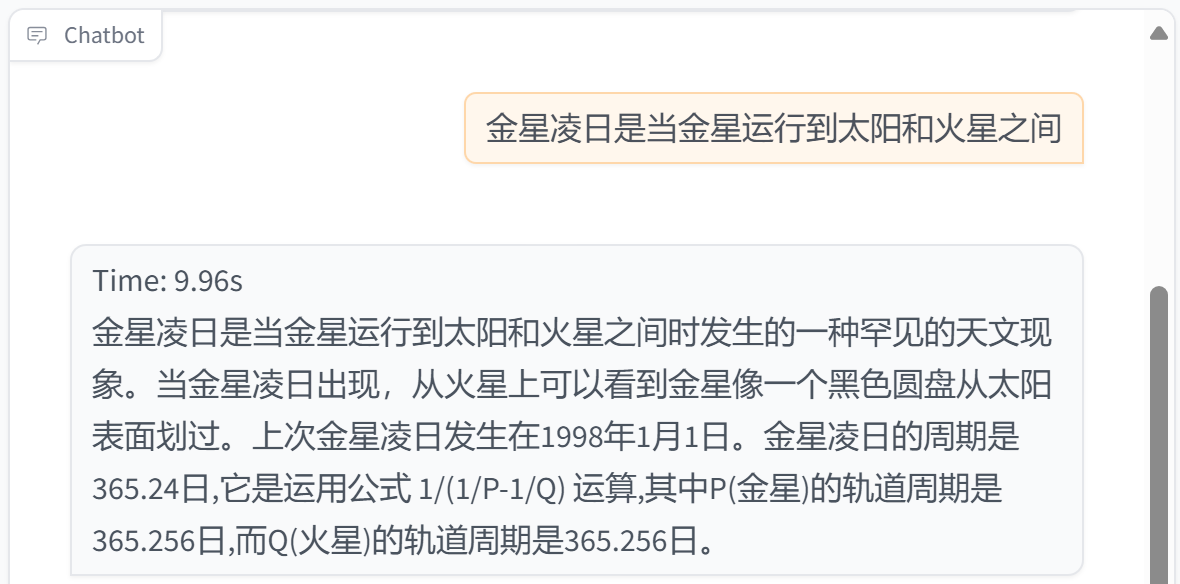 Chatbot
金星凌日是当金星运行到太阳和火星之间
Time: 9.96s
金星凌日是当金星运行到太阳和火星之间时发生的一种罕见的天文现
象。当金星凌日出现，从火星上可以看到金星像一个黑色圆盘从太阳
表面划过。上次金星凌日发生在1998年1月1日。金星凌日的周期是
365.24日,它是运用公式 1/(1/P-1/Q) 运算,其中P(金星)的轨道周期是
365.256日,而Q(火星)的轨道周期是365.256日。